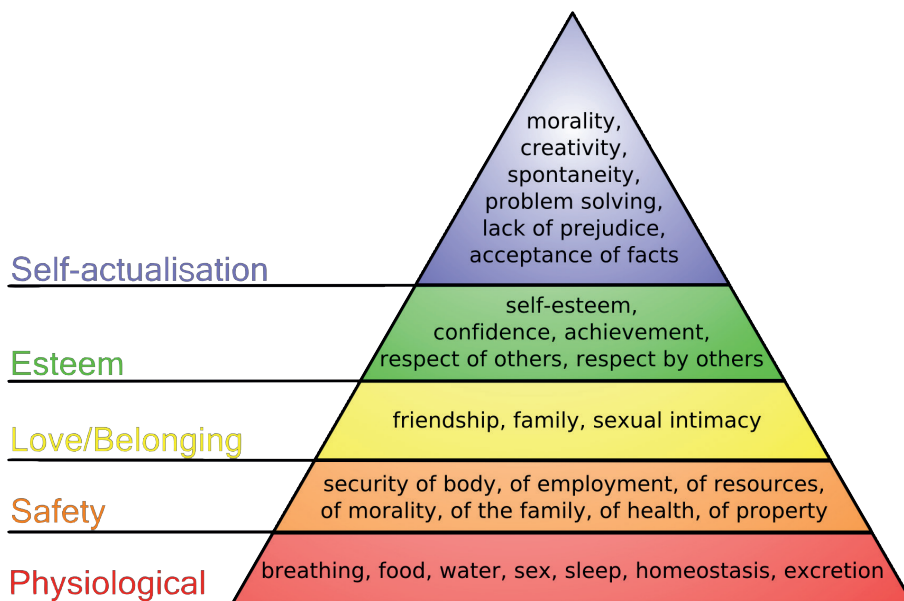 morality,
creativity,
spontaneity,
problem solving,
lack of prejudice,
acceptance of facts
Self-actualisation
self-esteem,
confidence, achievement,
respect of others, respect by others
Esteem
friendship, family, sexual intimacy
Love/Belonging
security of body, of employment, of resources,
of morality, of the family, of health, of property
Safety
breathing, food, water, sex, sleep, homeostasis, excretion
Physiological